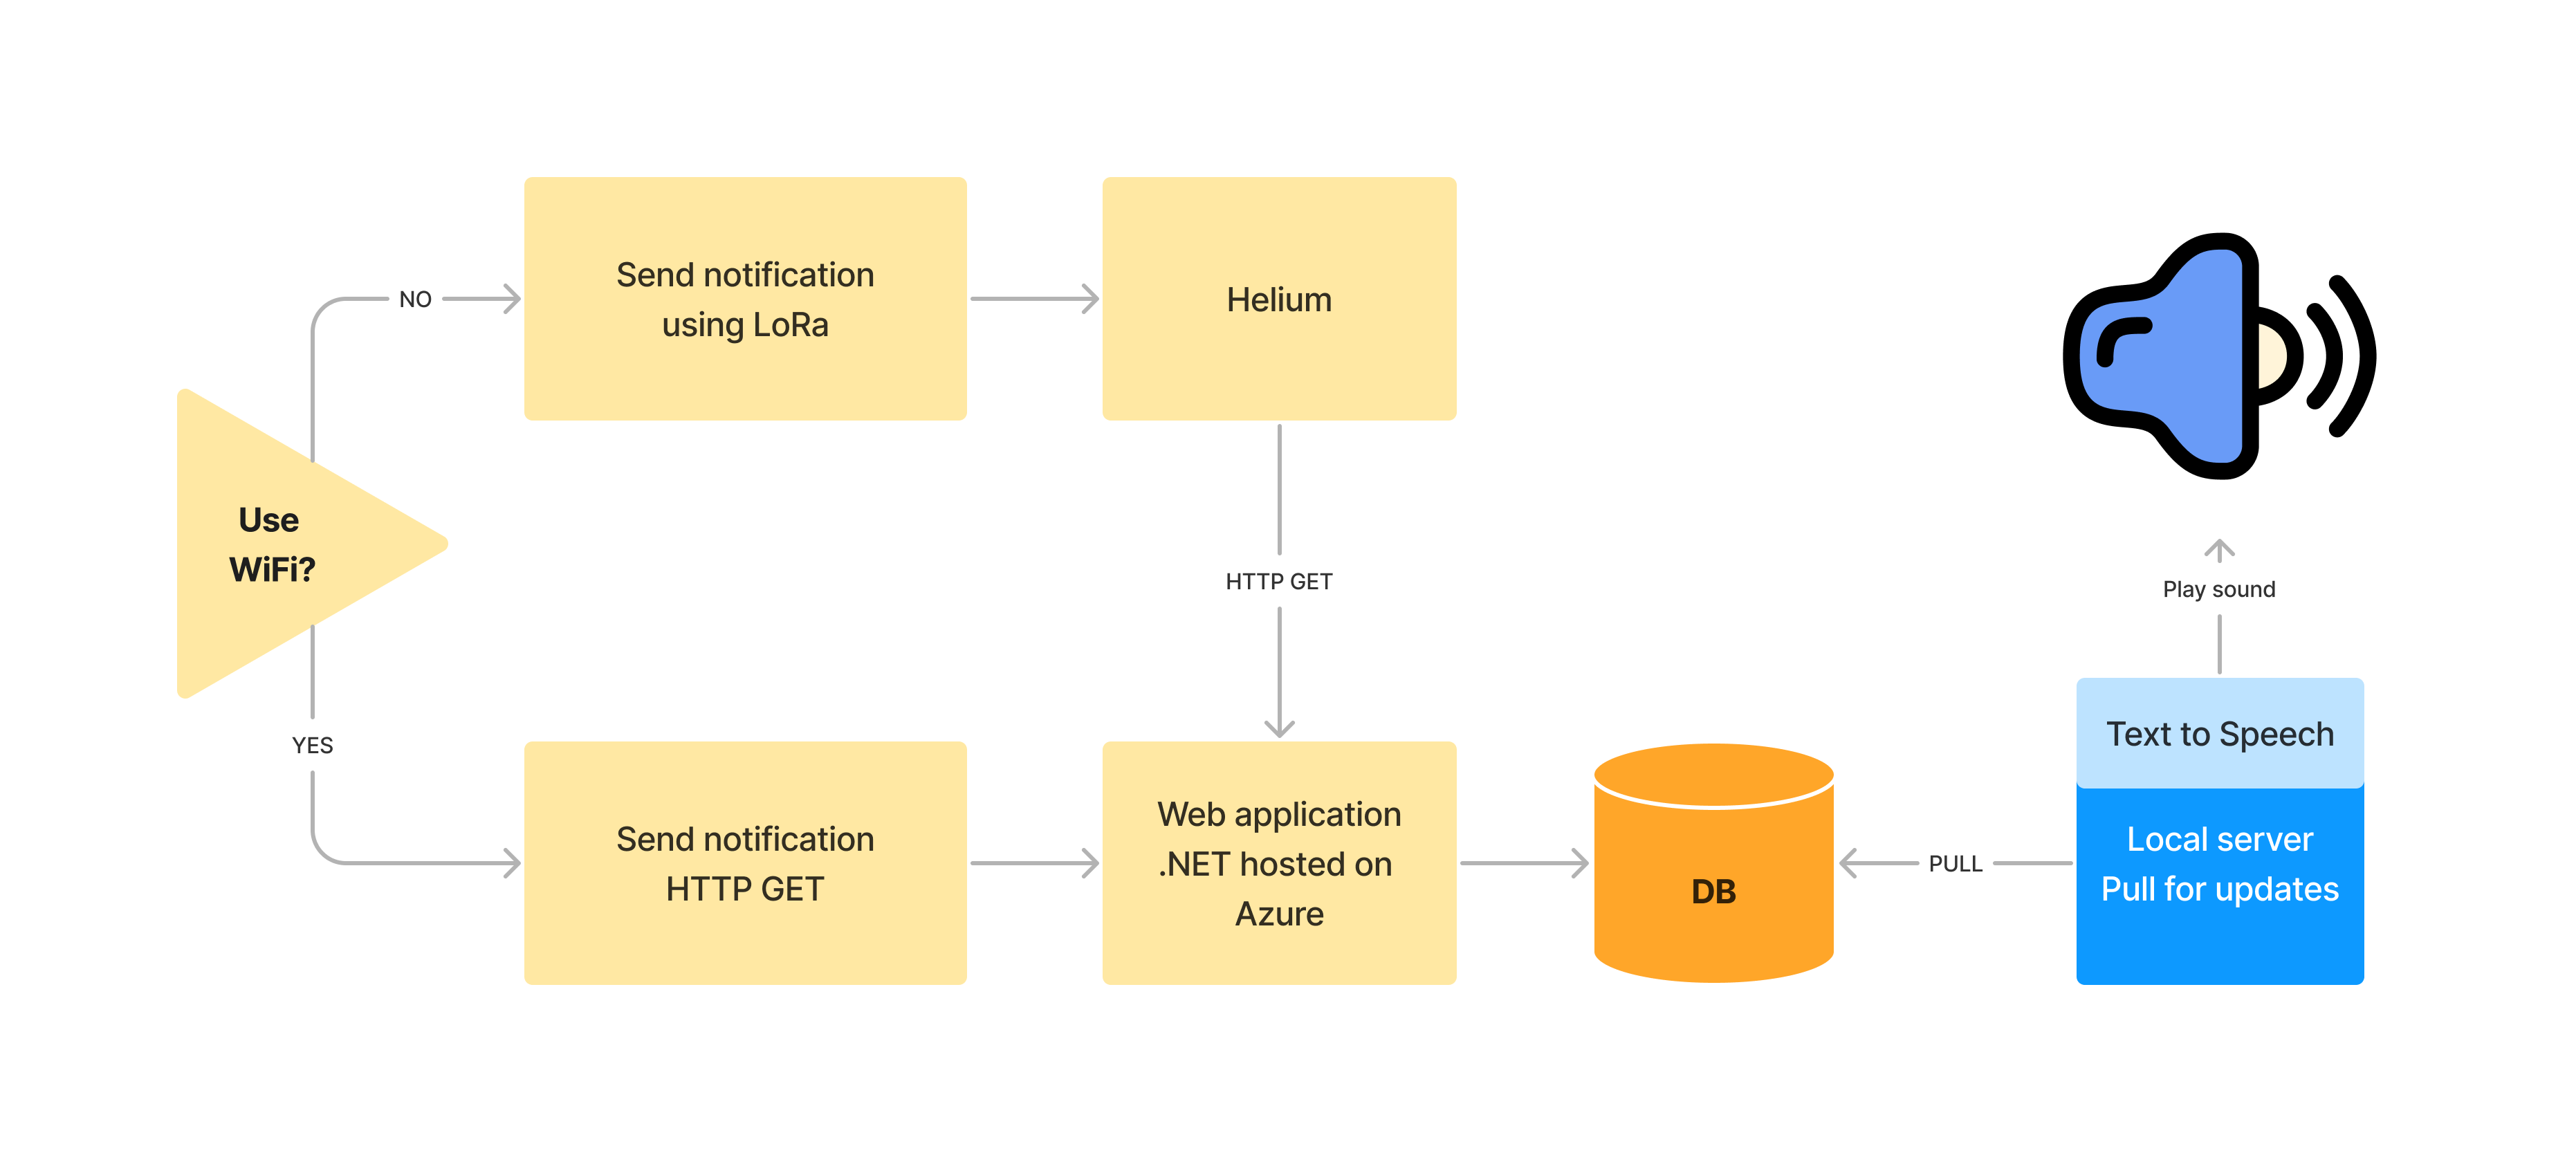 Use
WiFi?
NO
Send notification
using LoRa
Helium
HTTP GET
YES
Send notification
HTTP GET
Web application
.NET hosted on
Azure
DB
PULL
Local server
Pull for updates
Text to Speech
Play sound